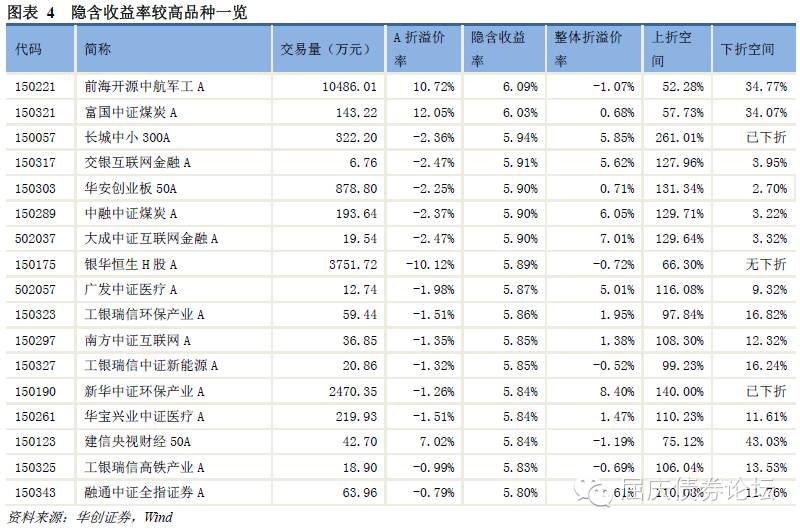 图表 4 隐含收益率较高品种一览
代码 简称 交易量（万元） A 折溢价率 隐含收益率 整体折溢价率 上折空间 下折空间
150221 前海开源中航军工 A 10486.01 10.72% 6.09% -1.07% 52.28% 34.77%
150321 富国中证煤炭 A 143.22 12.05% 6.03% 0.68% 57.73% 34.07%
150057 长城中小 300A 322.20 -2.36% 5.94% 5.85% 261.01% 已下折
150317 交银互联网金融 A 6.76 -2.47% 5.91% 5.62% 127.96% 3.95%
150303 华安创业板 50A 878.80 -2.25% 5.90% 0.71% 131.34% 2.70%
150289 中融中证煤炭 A 193.64 -2.37% 5.90% 6.05% 129.71% 3.22%
502037 大成中证互联网金融 A 19.54 -2.47% 5.90% 7.01% 129.64% 3.32%
150175 银华恒生 H 股 A 3751.72 -10.12% 5.89% -0.72% 66.30% 无下折
502057 广发中证医疗 A 12.74 -1.98% 5.87% 5.01% 116.08% 9.32%
150323 工银瑞信环保产业 A 59.44 -1.51% 5.86% 1.95% 97.84% 16.82%
150297 南方中证互联网 A 36.85 -1.35% 5.85% 1.38% 108.30% 12.32%
150327 工银瑞信中证新能源 A 20.86 -1.32% 5.85% -0.52% 99.23% 16.24%
150190 新华中证环保产业 A 2470.35 -1.26% 5.84% 8.40% 140.00% 已下折
150261 华宝兴业中证医疗 A 219.93 -1.51% 5.84% 1.47% 110.23% 11.61%
150123 建信央视财经 50A 42.70 7.02% 5.84% -1.19% 75.12% 43.03%
150325 工银瑞信高铁产业 A 18.90 -0.99% 5.83% -0.69% 106.04% 13.53%
150343 融通中证全指证券 A 63.96 -0.79% 5.80% 110.03% 11.76%
屈庆债券论坛
资料来源：华创证券，Wind